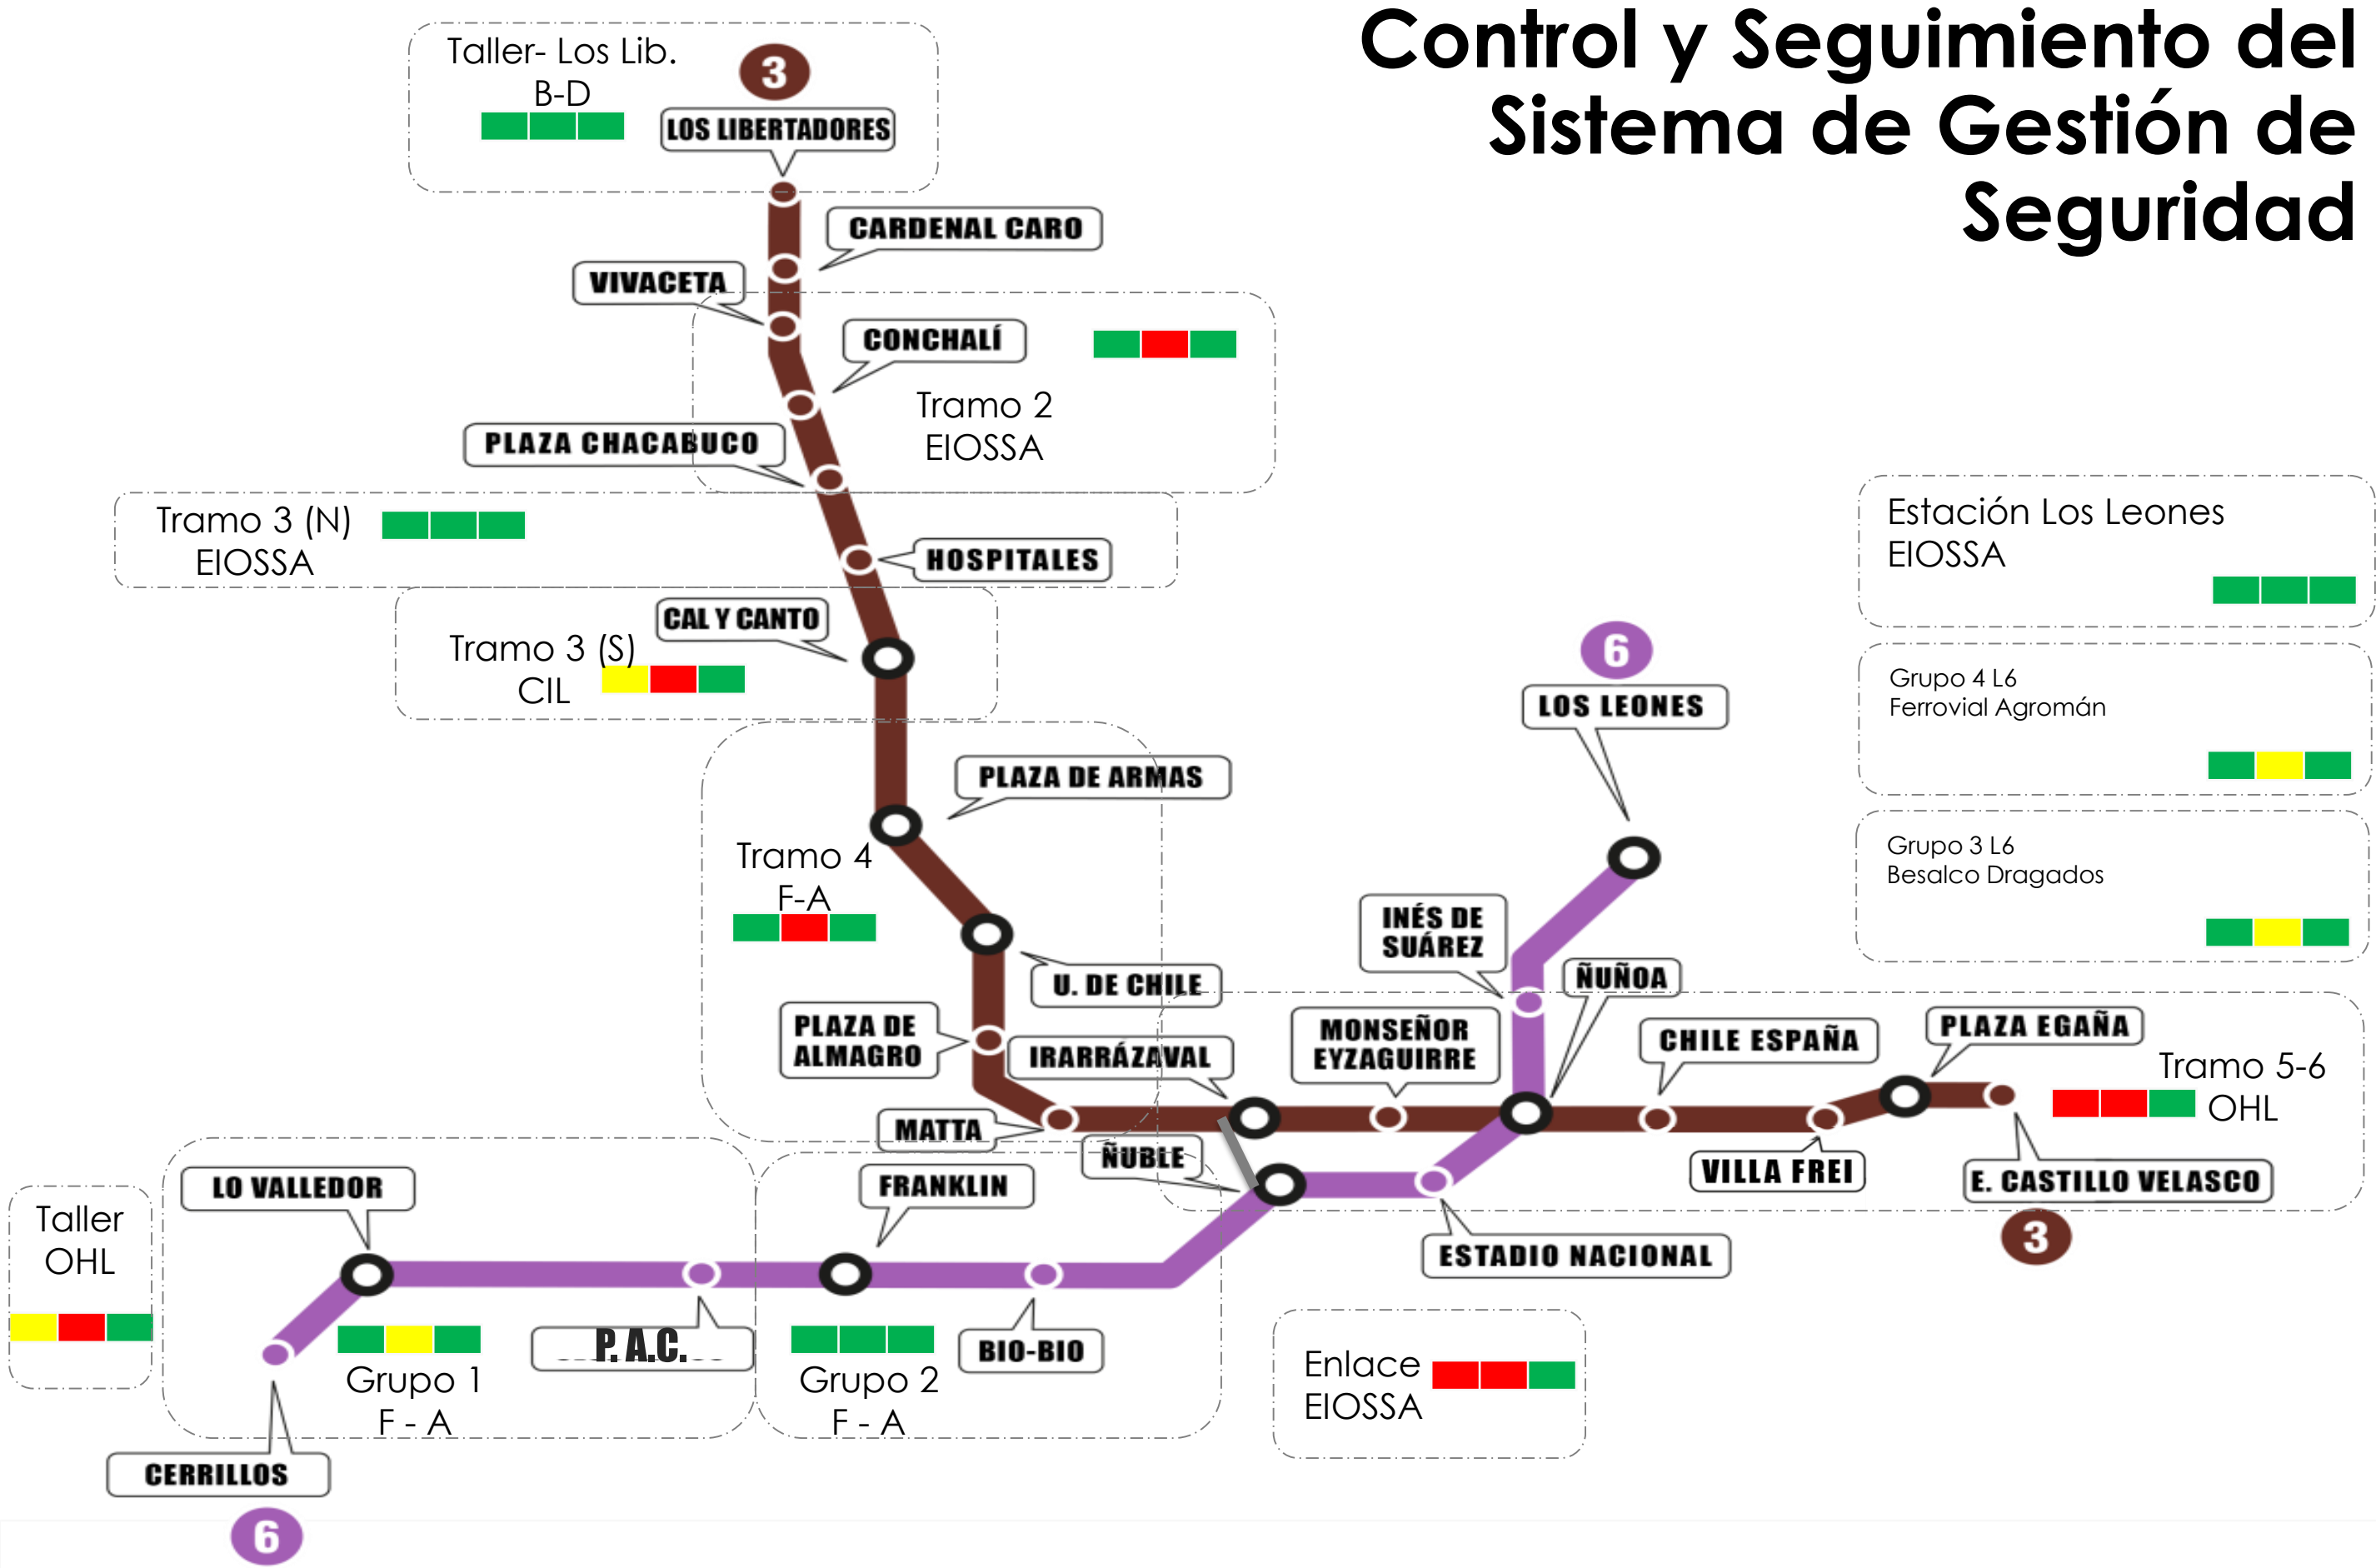 Control y Seguimiento del
Sistema de Gestión de
Seguridad
Taller- Los Lib.
B-D
3
LOS LIBERTADORES
CARDENAL CARO
VIVACETA
CONCHALÍ
Tramo 2
EIOSSA
PLAZA CHACABUCO
Tramo 3 (N)
EIOSSA
HOSPITALES
CAL Y CANTO
Tramo 3 (S)
CIL
Estación Los Leones
EIOSSA
6
LOS LEONES
Grupo 4 L6
Ferrovial Agromán
PLAZA DE ARMAS
Tramo 4
F-A
Grupo 3 L6
Besalco Dragados
INÉS DE
SUÁREZ
ÑUÑOA
U. DE CHILE
PLAZA DE
ALMAGRO
IRARRÁZAVAL
MONSEÑOR
EYZAGUIRRE
CHILE ESPAÑA
PLAZA EGAÑA
Tramo 5-6
OHL
MATTA
ÑUBLE
VILLA FREI
E. CASTILLO VELASCO
3
LO VALLEDOR
FRANKLIN
Taller
OHL
ESTADIO NACIONAL
P. A.C.
BIO-BIO
Grupo 1
F - A
Grupo 2
F - A
Enlace
EIOSSA
CERRILLOS
6